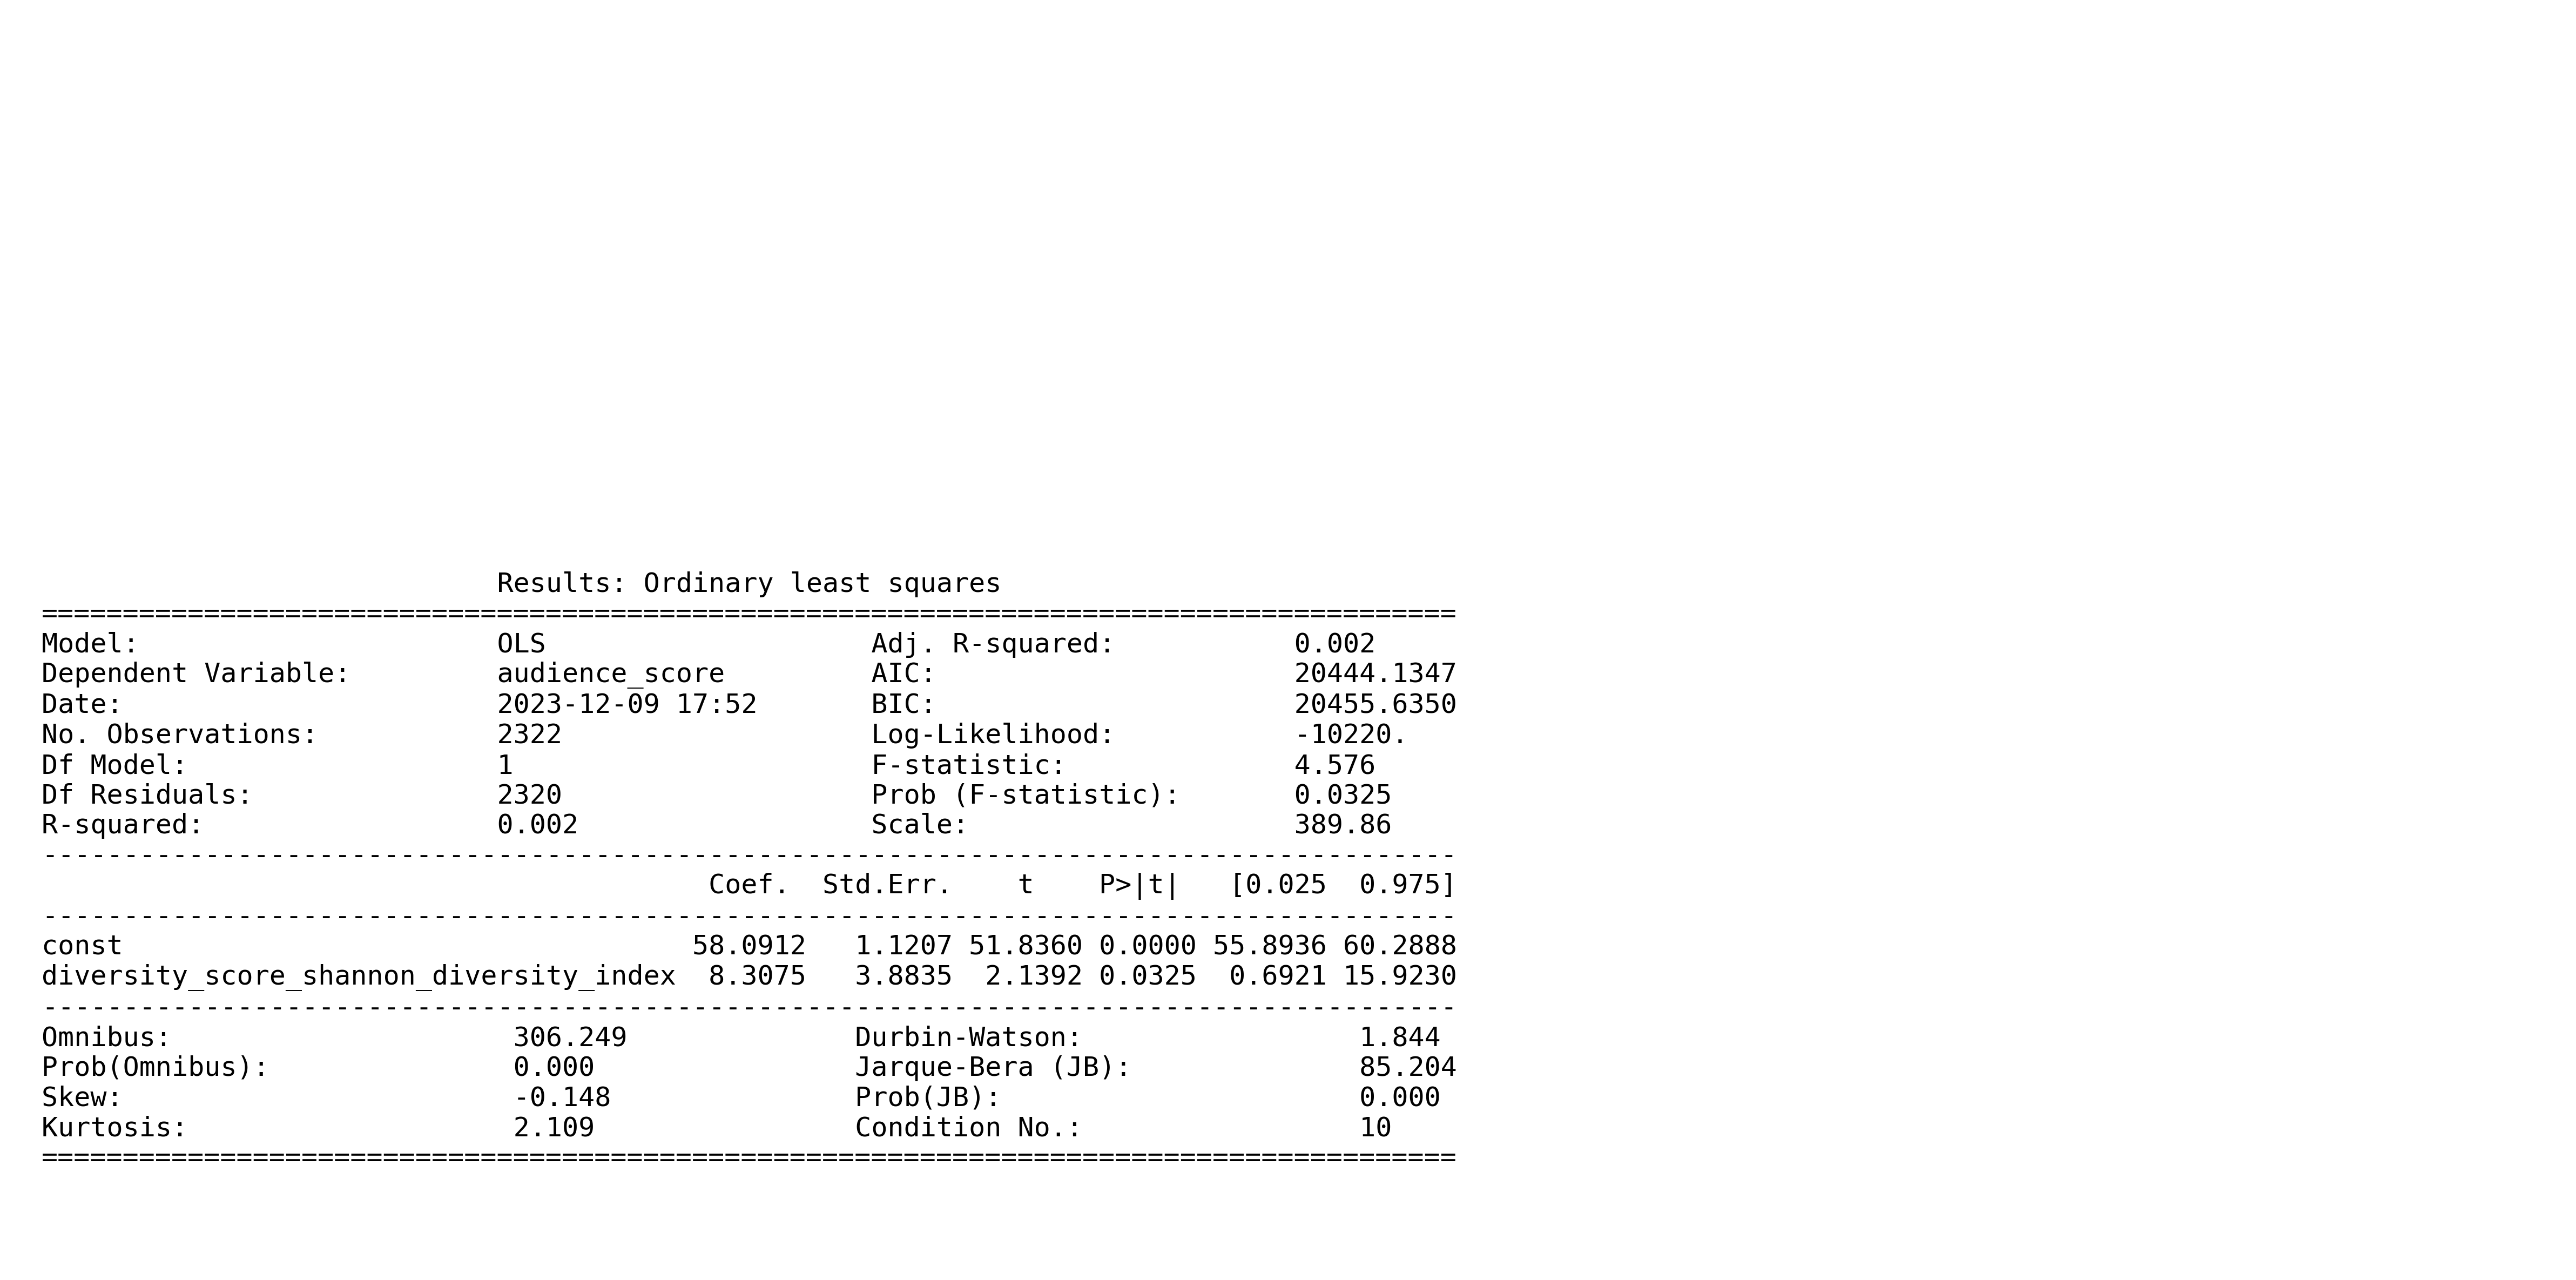 Results: Ordinary least squares
=======================================================================================
Model: OLS Adj. R-squared: 0.002
Dependent Variable: audience_score AIC: 20444.1347
Date: 2023-12-09 17:52 BIC: 20455.6350
No. Observations: 2322 Log-Likelihood: -10220.
Df Model: 1 F-statistic: 4.576
Df Residuals: 2320 Prob (F-statistic): 0.0325
R-squared: 0.002 Scale: 389.86
---------------------------------------------------------------------------------------
Coef. Std.Err. t P>|t| [0.025 0.975]
---------------------------------------------------------------------------------------
const 58.0912 1.1207 51.8360 0.0000 55.8936 60.2888
diversity_score_shannon_diversity_index 8.3075 3.8835 2.1392 0.0325 0.6921 15.9230
---------------------------------------------------------------------------------------
Omnibus: 306.249 Durbin-Watson: 1.844
Prob(Omnibus): 0.000 Jarque-Bera (JB): 85.204
Skew: -0.148 Prob(JB): 0.000
Kurtosis: 2.109 Condition No.: 10
=======================================================================================